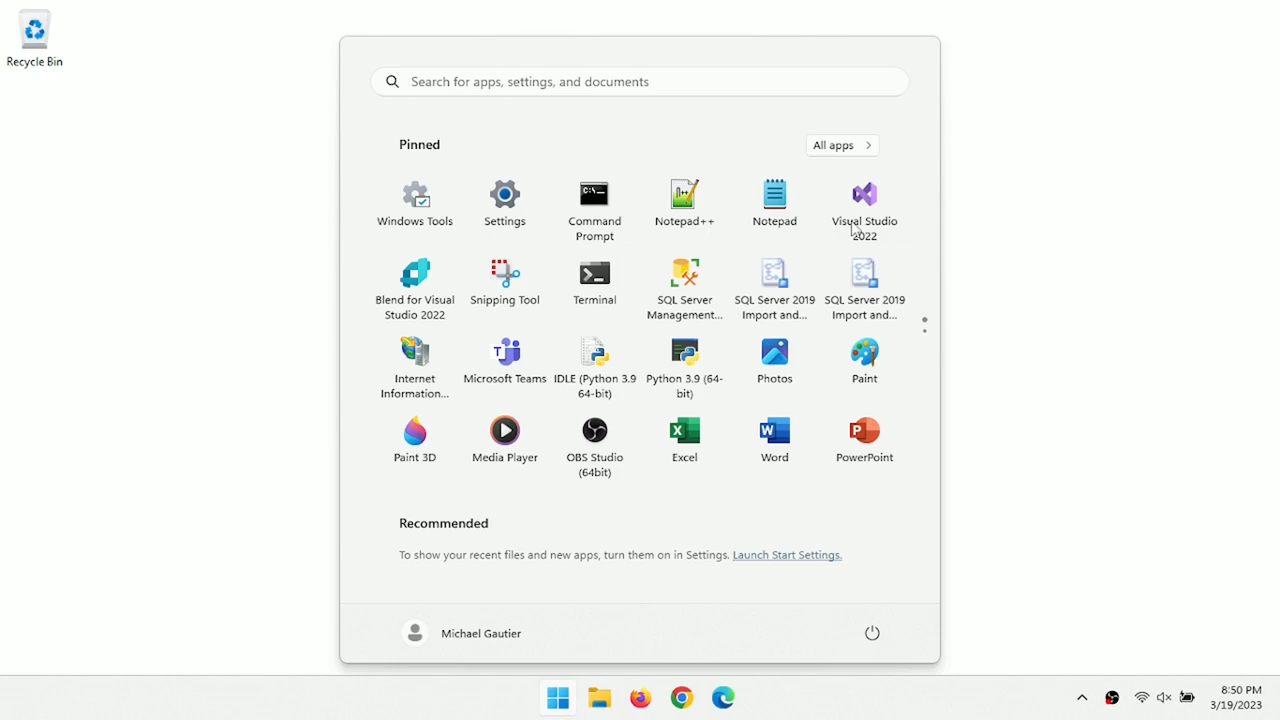 Recycle Bin
Search for apps, settings, and documents
Pinned
All apps
Windows Tools
Settings
Command
Prompt
Notepad++
Notepad
Visual Studio
2022
Blend for Visual
Studio 2022
Snipping Tool
Terminal
SQL Server
Management...
SQL Server 2019
Import and...
SQL Server 2019
Import and...
Internet
Information...
Microsoft Teams
IDLE (Python 3.9
64-bit)
Python 3.9 (64-
bit)
Photos
Paint
Paint 3D
Media Player
OBS Studio
(64bit)
Excel
Word
PowerPoint
Recommended
To show your recent files and new apps, turn them on in Settings. Launch Start Settings.
Michael Gautier
8:50 PM
3/19/2023